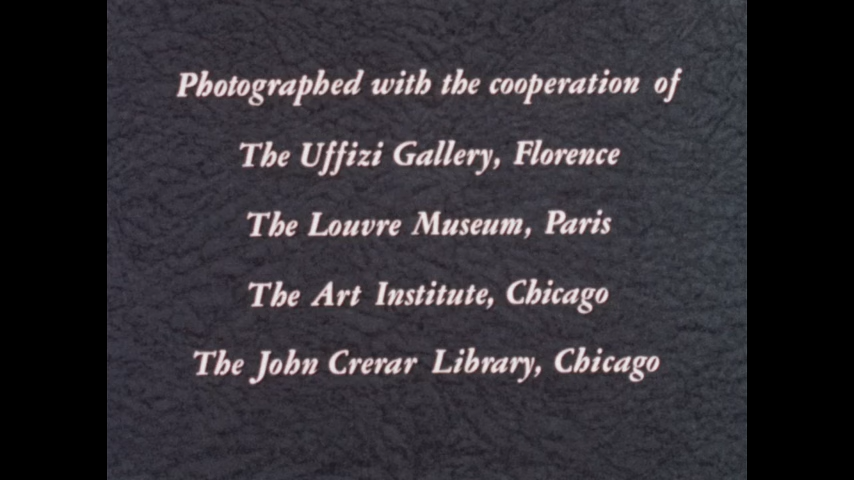 Photographed with the cooperation of
The Uffizi Gallery, Florence
The Louvre Museum, Paris
The Art Institute, Chicago
The John Crerar Library, Chicago